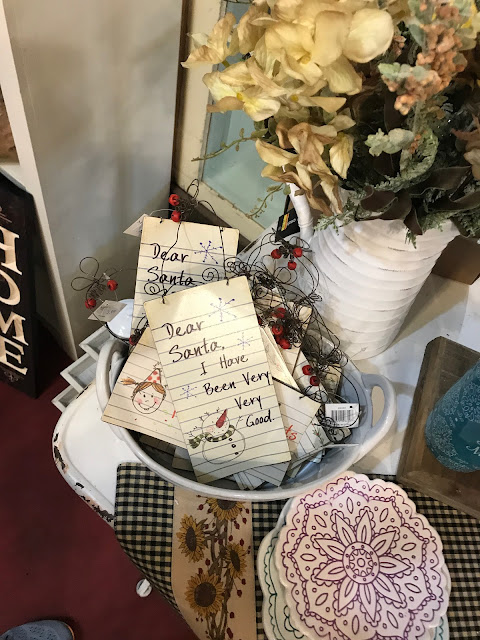 HOME
Dear
Santa
Dear
Santa,
I Have
Been Very
Very
Good.